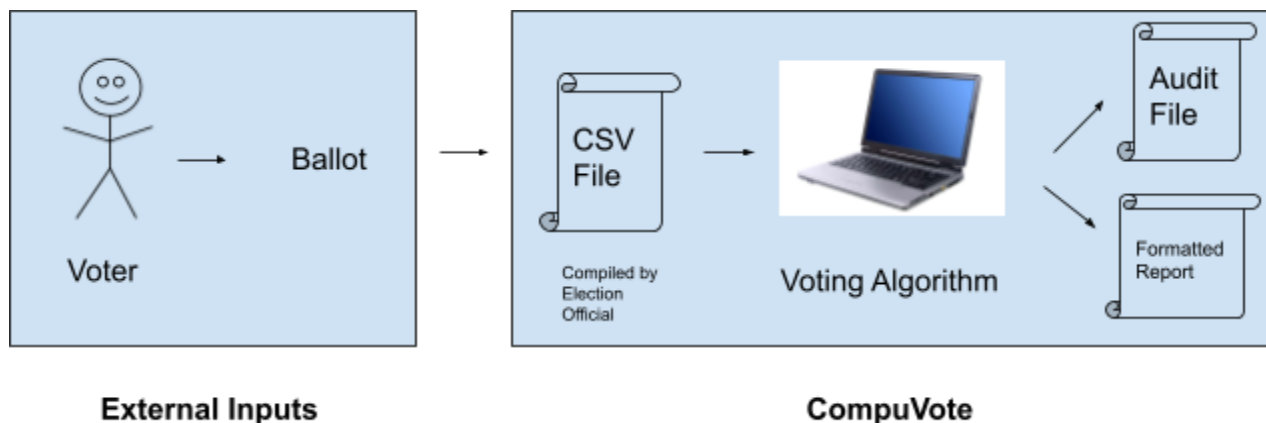 Voter
Ballot
CSV
File
Compiled by
Election
Official
Voting Algorithm
Audit
File
Formatted
Report
External Inputs
CompuVote